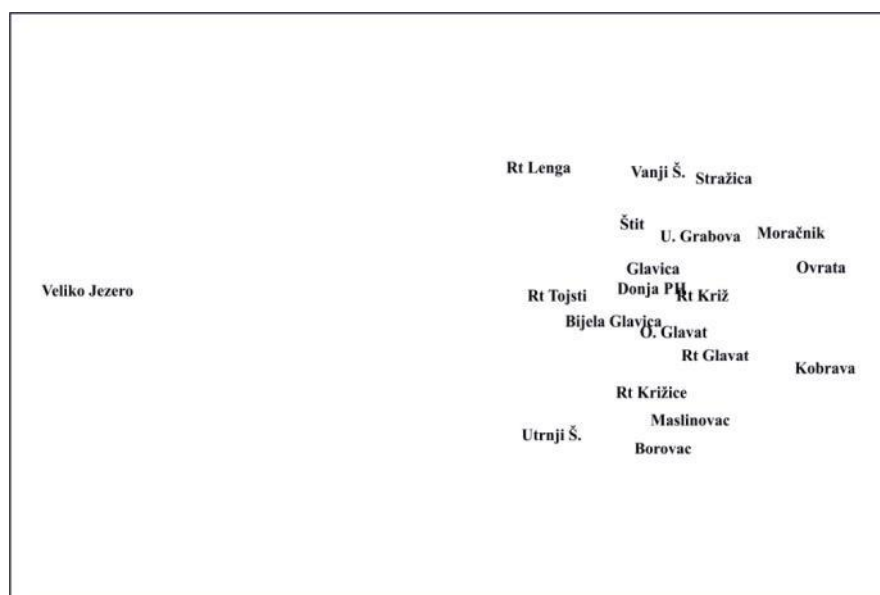 Rt Lenga
Vanji Š.
Stražica
Štit
U. Grabova
Moračnik
Glavica
Ovrata
Veliko Jezero
Rt Tojsti
Donja PH
Rt Križ
Bijela Glavica
O. Glavat
Rt Glavat
Kobrava
Rt Križice
Maslinovac
Utrnji Š.
Borovac